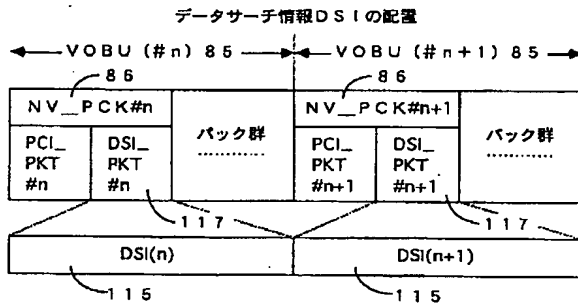 データサーチ情報DSIの配置
VOBU(#n)85
VOBU(#n+1)85
86
86
NV_PCK#n
NV_PCK#n+1
PCI_
PKT
#n
DSI_
PKT
#n
パック群
…………
PCI_
PKT
#n+1
DSI_
PKT
#n+1
パック群
…………
117
117
DSI(n)
DSI(n+1)
115
115